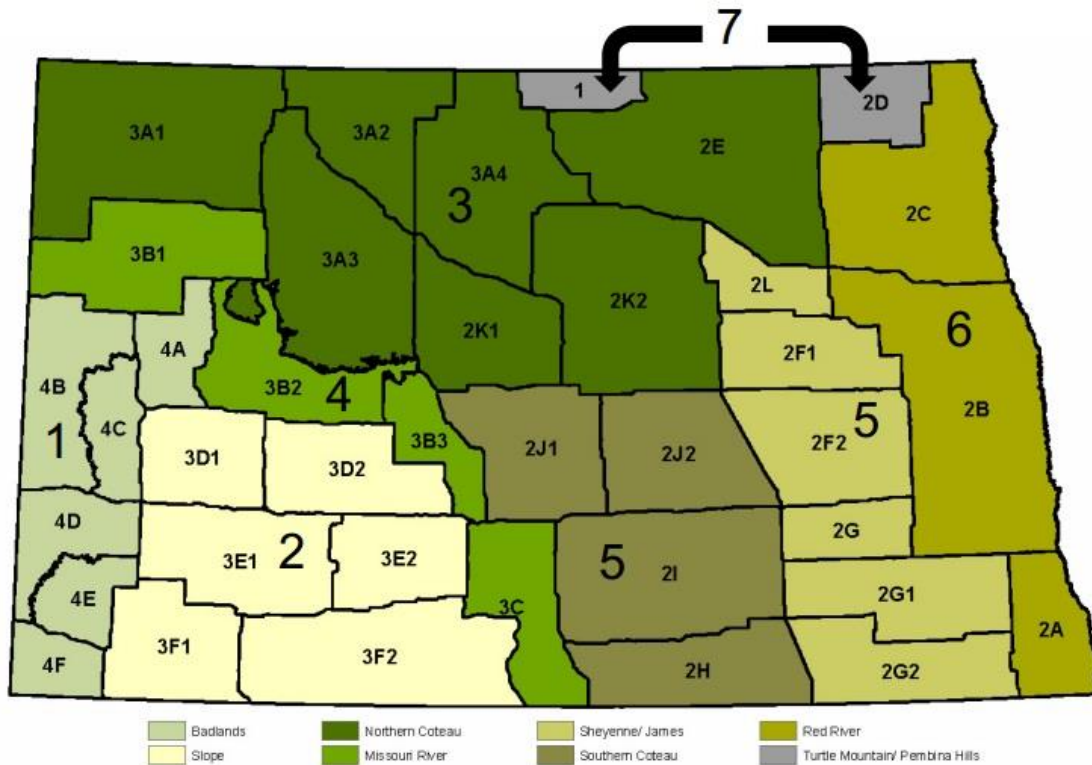 7
1
2D
3A1
3A2
2E
3A4
3
2C
3B1
3A3
2L
2K2
2K1
6
4A
2F1
4B
3B2
4
2B
1
4C
5
3B3
2J1
2J2
2F2
3D1
3D2
4D
2G
3E1
2
3E2
5
2I
4E
3C
2G1
2A
3F1
3F2
4F
2H
2G2
Badlands
Northern Coteau
Sheyenne/ James
Red River
Slope
Missouri River
Southern Coteau
Turtle Mountain/ Pembina Hills